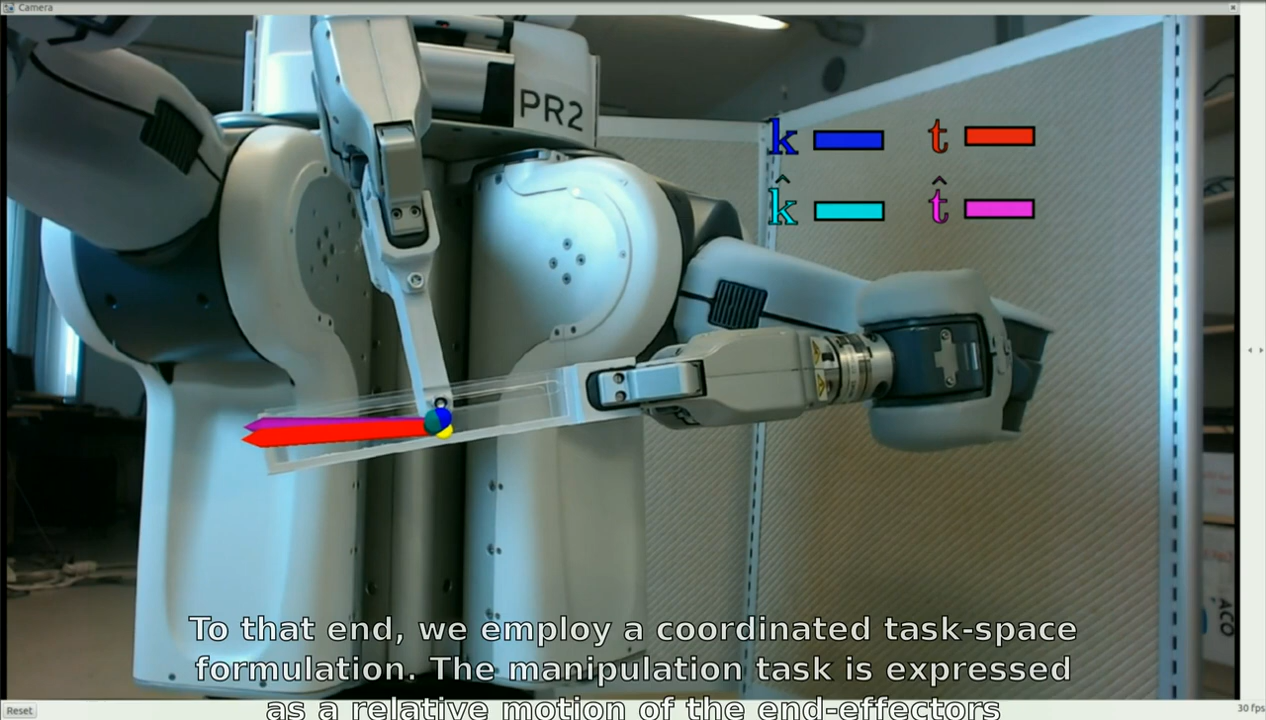 Camera
PR2
k t
k̂ t̂
ACO
To that end, we employ a coordinated task-space
formulation. The manipulation task is expressed
as a relative motion of the end-effectors
Reset
30 fps